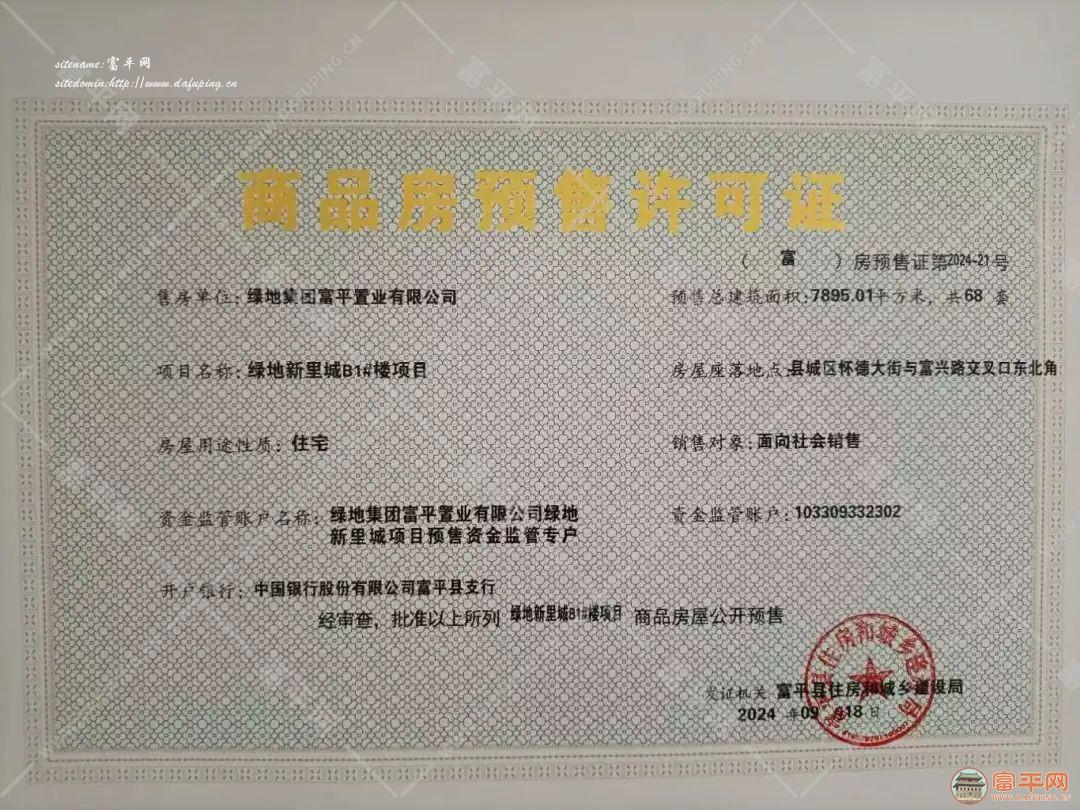 sitename:富平网
sitedomin:http://www.dafuping.cn
商品房预售许可证
（ 富 ）房预售证第2024-21号
售房单位：绿地集团富平置业有限公司
预售总建筑面积：7895.01平方米，共68 套
项目名称：绿地新里城B1#楼项目
房屋座落地点：县城区怀德大街与富兴路交叉口东北角
房屋用途性质：住宅
销售对象：面向社会销售
资金监管账户名称：绿地集团富平置业有限公司绿地
新里城项目预售资金监管专户
资金监管账户：103309332302
开户银行：中国银行股份有限公司富平县支行
经审查，批准以上所列 绿地新里城B1#楼项目 商品房屋公开预售
发证机关 富平县住房和城乡建设局
2024 年09 月18 日
富平网
WWW.DAFUPING.CN